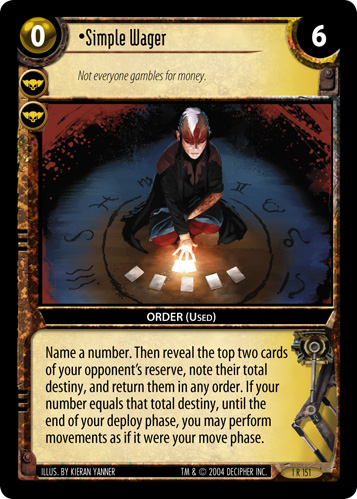 0
•Simple Wager
6
Not everyone gambles for money.
ORDER (USED)
Name a number. Then reveal the top two cards
of your opponent's reserve, note their total
destiny, and return them in any order. If your
number equals that total destiny, until the
end of your deploy phase, you may perform
movements as if it were your move phase.
ILLUS. BY KIERAN YANNER
TM & © 2004 DECIPHER INC.
1 R 151